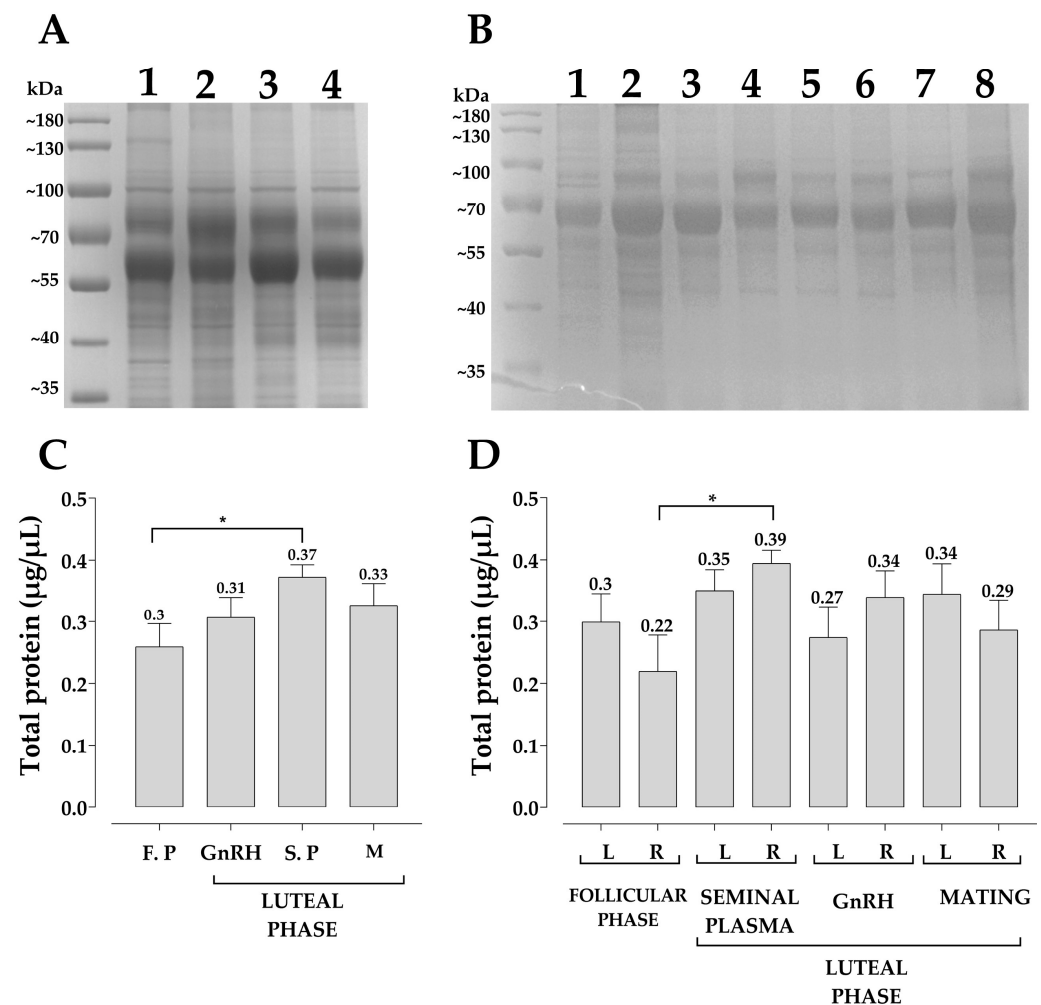 A
kDa
1 2 3 4
~180
~130
~100
~70
~55
~40
~35
B
kDa
1 2 3 4 5 6 7 8
~180
~130
~100
~70
~55
~40
~35
C
Total protein (µg/µL)
0.5
0.4
0.3
0.2
0.1
0.0
*
0.3 0.31 0.37 0.33
F. P GnRH S. P M
LUTEAL
PHASE
D
Total protein (µg/µL)
0.5
0.4
0.3
0.2
0.1
0.0
*
0.3 0.22 0.35 0.39 0.27 0.34 0.34 0.29
L R L R L R L R
FOLLICULAR
PHASE
SEMINAL
PLASMA
GnRH
MATING
LUTEAL
PHASE